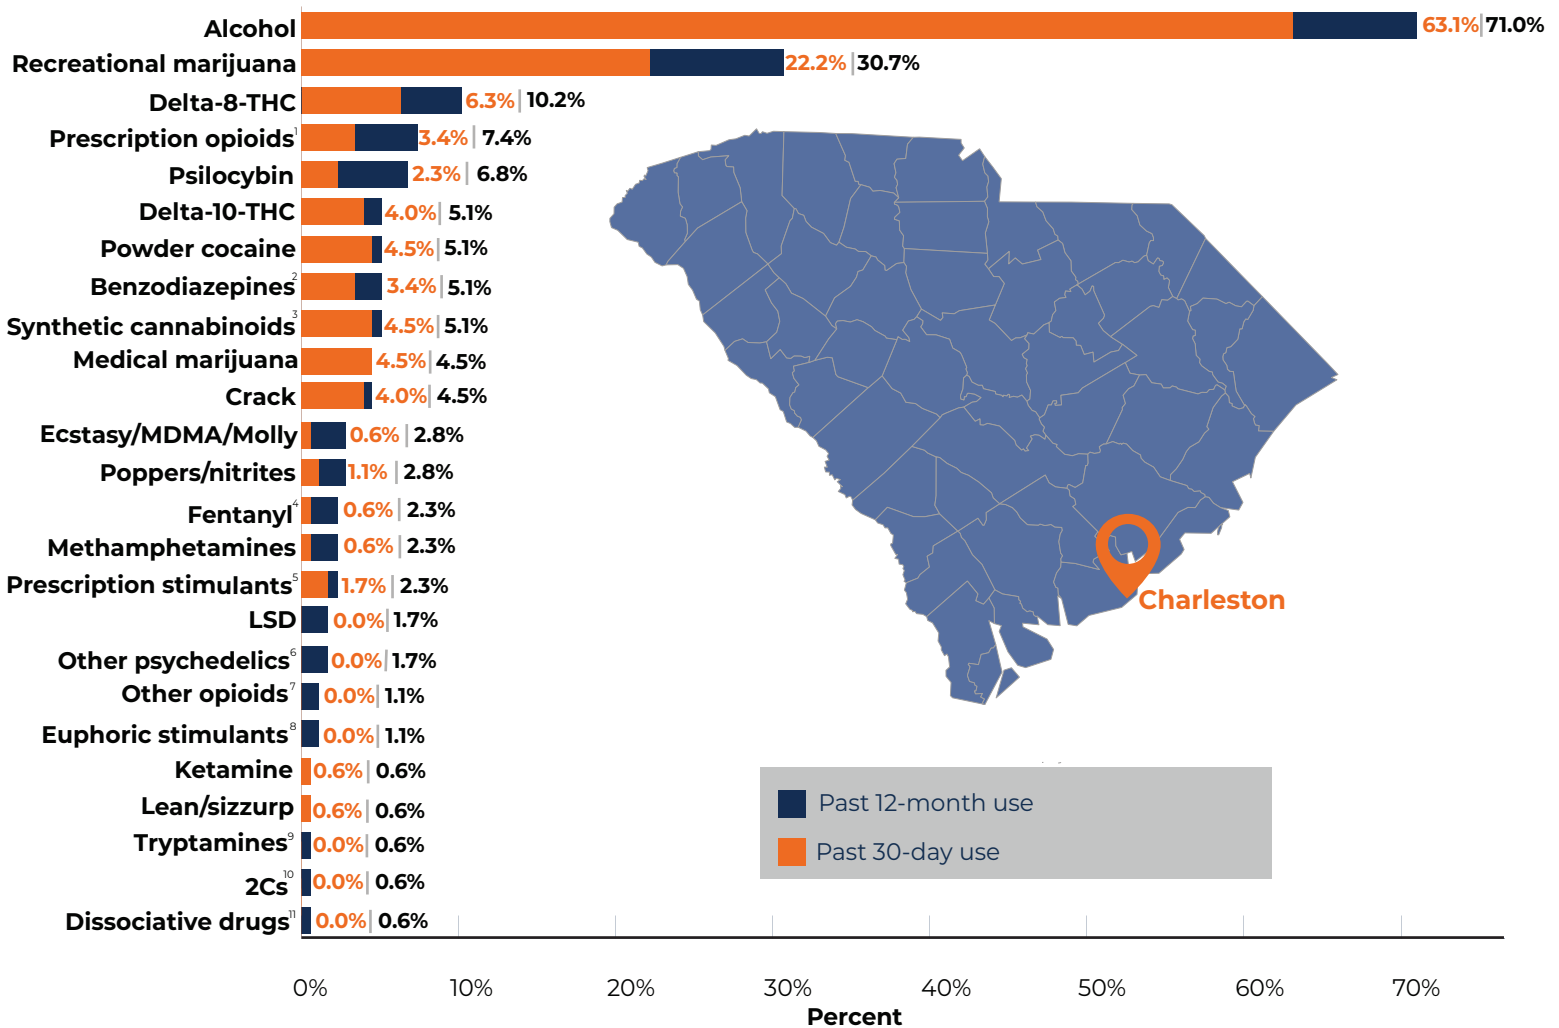 Alcohol 63.1% 71.0%
Recreational marijuana 22.2% 30.7%
Delta-8-THC 6.3% 10.2%
Prescription opioids1 3.4% 7.4%
Psilocybin 2.3% 6.8%
Delta-10-THC 4.0% 5.1%
Powder cocaine 4.5% 5.1%
Benzodiazepines2 3.4% 5.1%
Synthetic cannabinoids3 4.5% 5.1%
Medical marijuana 4.5% 4.5%
Crack 4.0% 4.5%
Ecstasy/MDMA/Molly 0.6% 2.8%
Poppers/nitrites 1.1% 2.8%
Fentanyl4 0.6% 2.3%
Methamphetamines 0.6% 2.3%
Prescription stimulants5 1.7% 2.3%
Charleston
LSD 0.0% 1.7%
Other psychedelics6 0.0% 1.7%
Other opioids7 0.0% 1.1%
Euphoric stimulants8 0.0% 1.1%
Ketamine 0.6% 0.6%
Lean/sizzurp 0.6% 0.6%
Tryptamines9 0.0% 0.6%
2Cs10 0.0% 0.6%
Dissociative drugs11 0.0% 0.6%
Past 12-month use
Past 30-day use
0% 10% 20% 30% 40% 50% 60% 70%
Percent